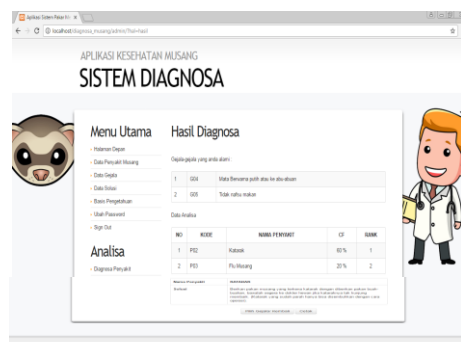 Aplikasi Sistem Pakar
localhost/diagnosa_musang/admin/?hal=hasil
APLIKASI KESEHATAN MUSANG
SISTEM DIAGNOSA
Menu Utama
Halaman Depan
Data Penyakit Musang
Data Gejala
Data Solusi
Basis Pengetahuan
Ubah Password
Sign Out
Analisa
Diagnosa Penyakit
Hasil Diagnosa
Gejala-gejala yang anda alami:
1 G04 Mata Berwarna putih atau ke abu-abuan
2 G05 Tidak nafsu makan
Data Analisa
NO KODE NAMA PENYAKIT CF RANK
1 P02 Katarak 60 % 1
2 P03 Flu Musang 20 % 2
Nama Penyakit
Solusi